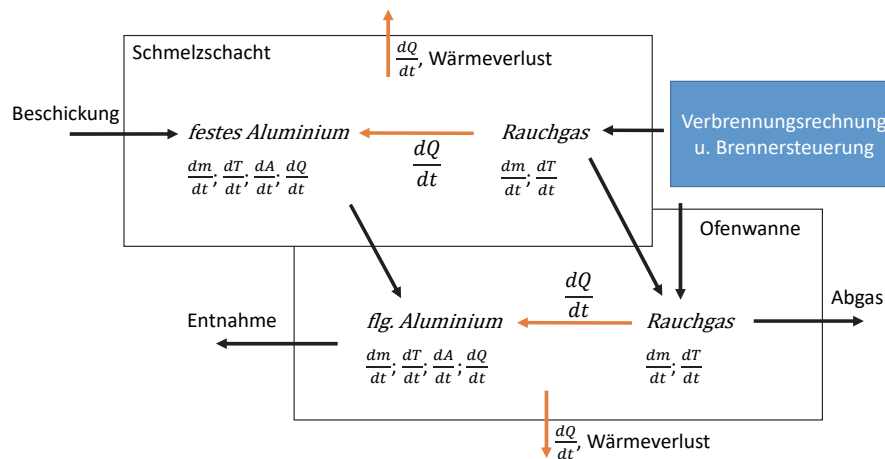 Schmelzschacht
dQ/dt, Wärmeverlust
Beschickung
festes Aluminium
dQ/dt
Rauchgas
Verbrennungsrechnung
u. Brennersteuerung
dm/dt; dT/dt; dA/dt; dQ/dt
dm/dt; dT/dt
Ofenwanne
dQ/dt
Abgas
Entnahme
flg. Aluminium
Rauchgas
dm/dt; dT/dt; dA/dt; dQ/dt
dm/dt; dT/dt
dQ/dt, Wärmeverlust